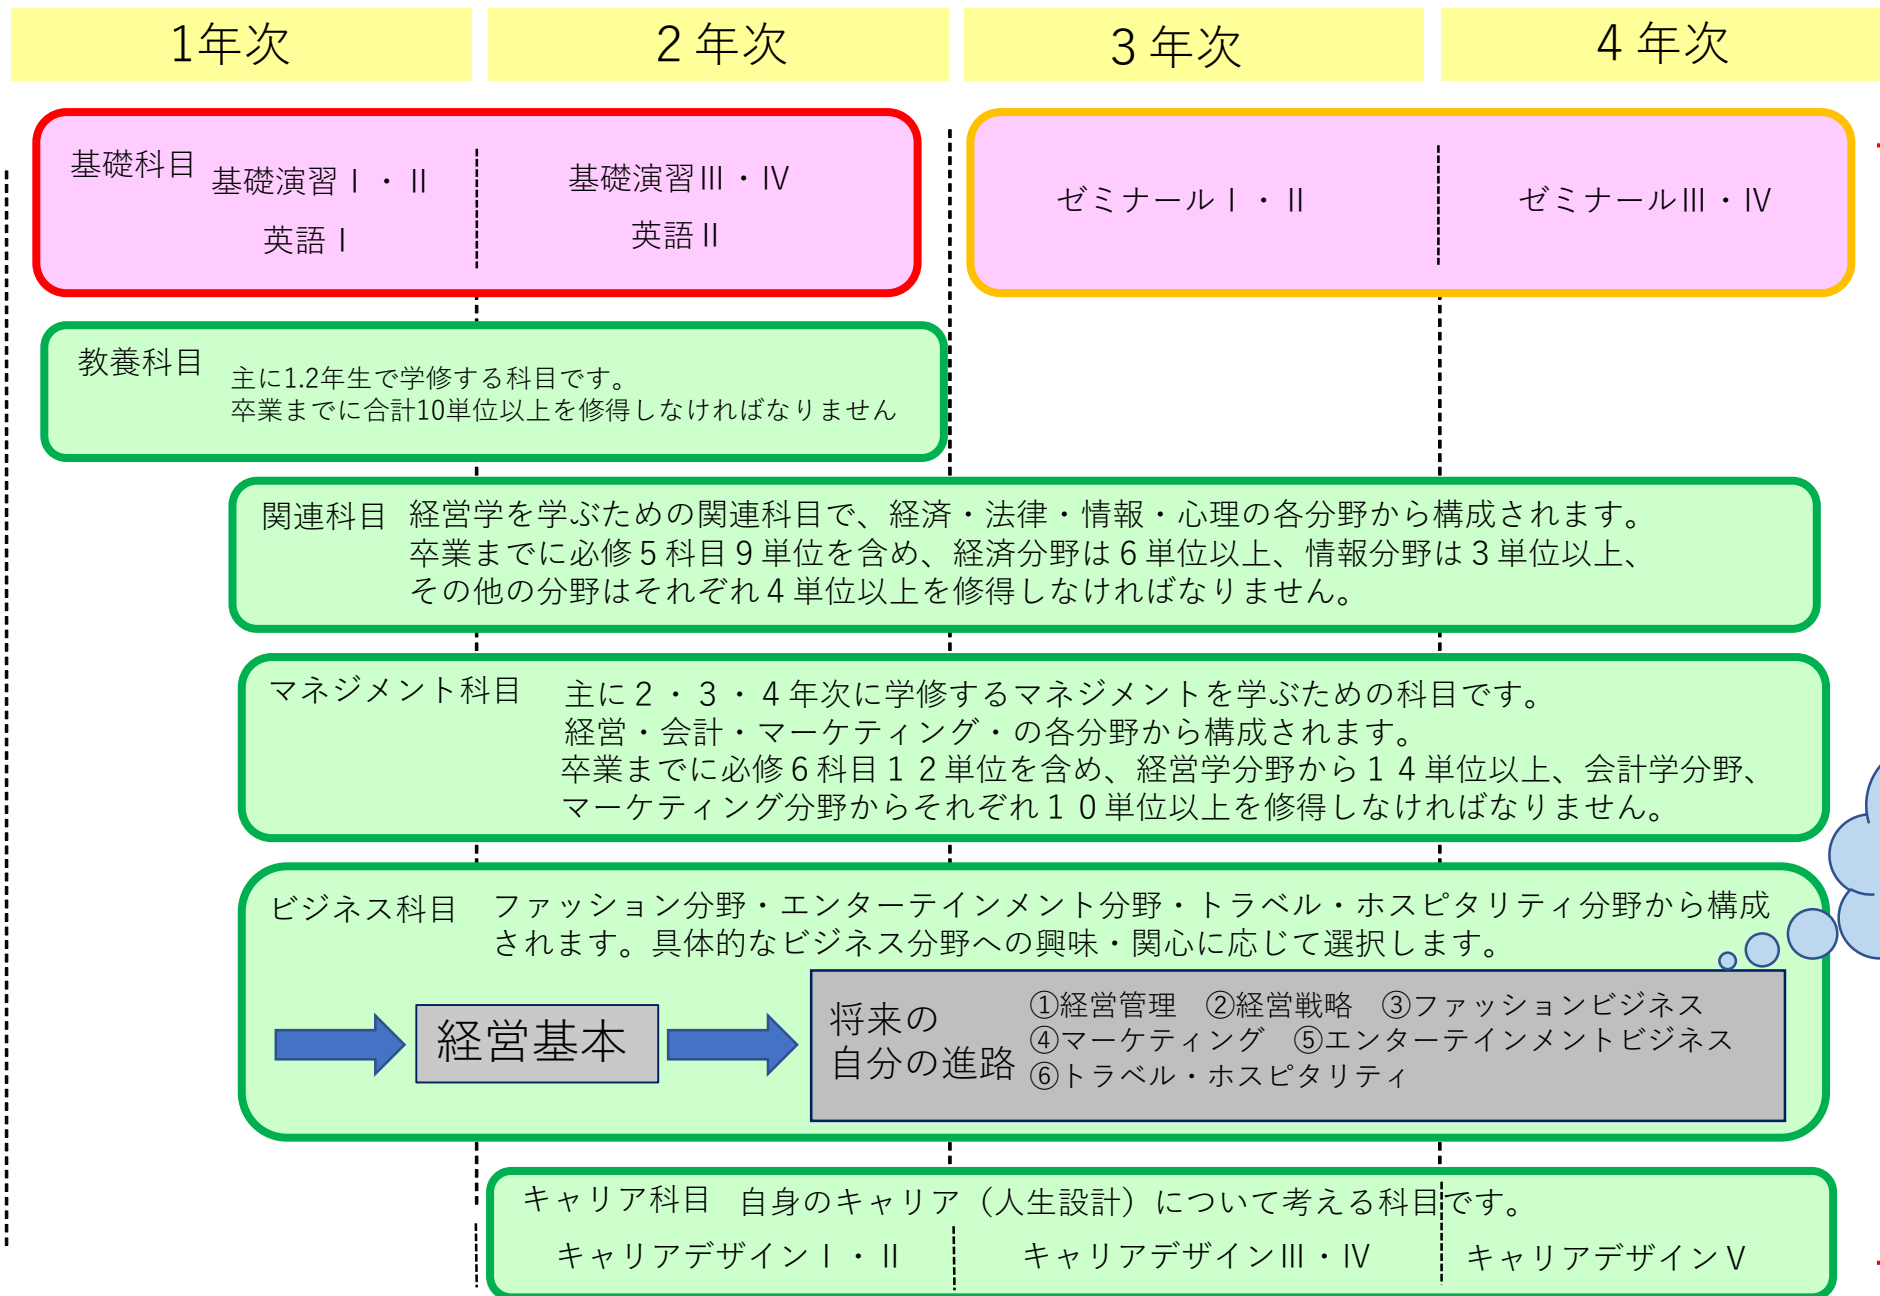 1年次
2年次
3年次
4年次
基礎科目
基礎演習Ⅰ・Ⅱ
英語Ⅰ
基礎演習Ⅲ・Ⅳ
英語Ⅱ
ゼミナールⅠ・Ⅱ
ゼミナールⅢ・Ⅳ
教養科目
主に1.2年生で学修する科目です。
卒業までに合計10単位以上を修得しなければなりません
関連科目
経営学を学ぶための関連科目で、経済・法律・情報・心理の各分野から構成されます。
卒業までに必修5科目9単位を含め、経済分野は6単位以上、情報分野は3単位以上、
その他の分野はそれぞれ4単位以上を修得しなければなりません。
マネジメント科目
主に2・3・4年次に学修するマネジメントを学ぶための科目です。
経営・会計・マーケティング・の各分野から構成されます。
卒業までに必修6科目12単位を含め、経営学分野から14単位以上、会計学分野、
マーケティング分野からそれぞれ10単位以上を修得しなければなりません。
ビジネス科目
ファッション分野・エンターテインメント分野・トラベル・ホスピタリティ分野から構成
されます。具体的なビジネス分野への興味・関心に応じて選択します。
経営基本
将来の
自分の進路
①経営管理　②経営戦略　③ファッションビジネス
④マーケティング　⑤エンターテインメントビジネス
⑥トラベル・ホスピタリティ
キャリア科目
自身のキャリア（人生設計）について考える科目です。
キャリアデザインⅠ・Ⅱ
キャリアデザインⅢ・Ⅳ
キャリアデザインⅤ